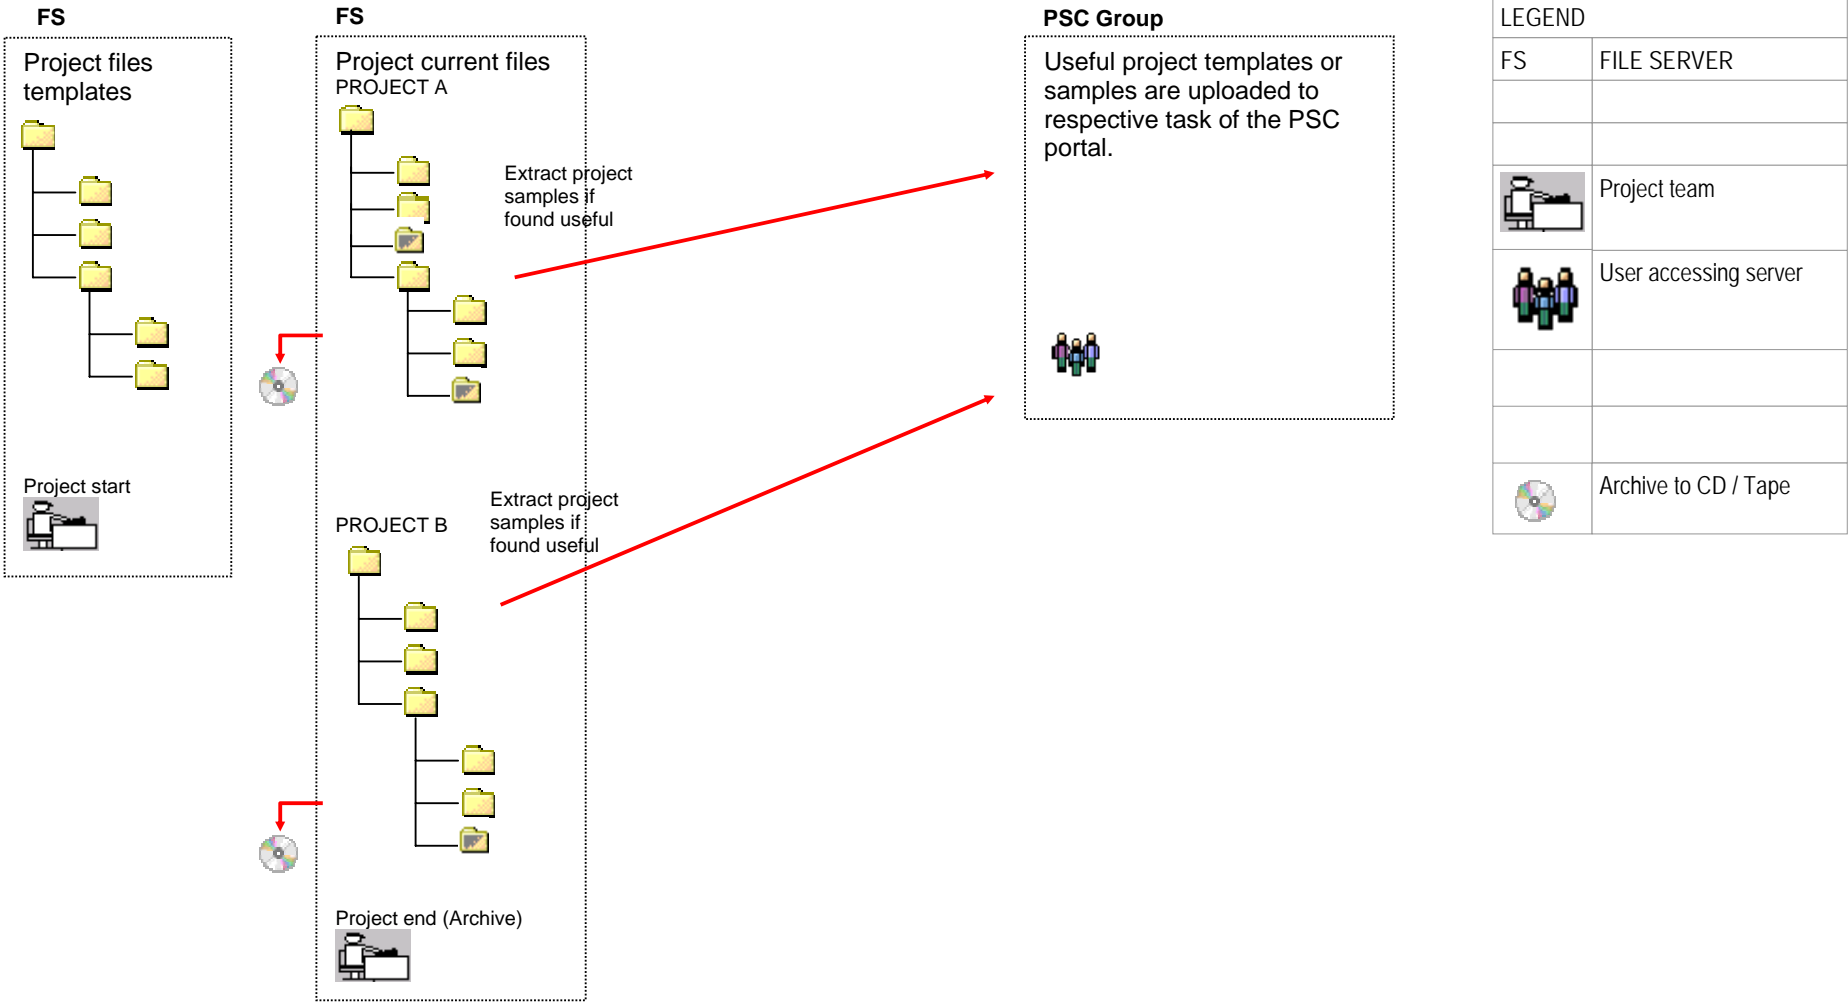 FS
Project files
templates
Project start
FS
Project current files
PROJECT A
Extract project
samples if
found useful
PROJECT B
Extract project
samples if
found useful
Project end (Archive)
PSC Group
Useful project templates or
samples are uploaded to
respective task of the PSC
portal.
LEGEND
FS FILE SERVER
Project team
User accessing server
Archive to CD / Tape